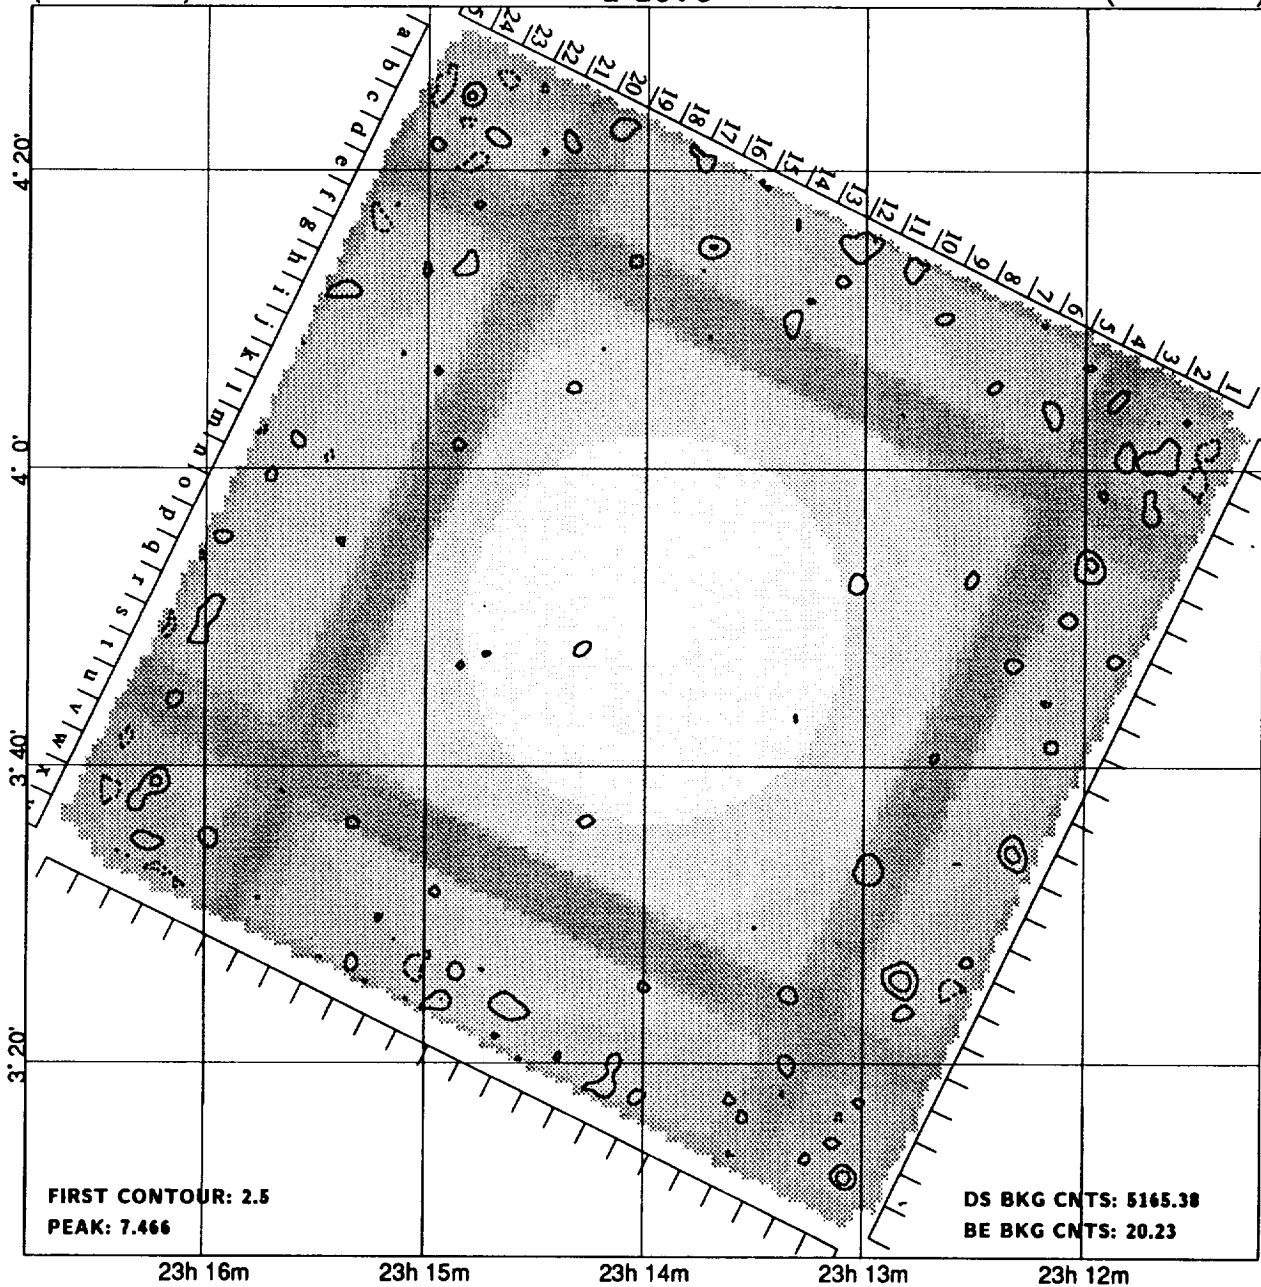 24 23 22 21 20 19 18 17 16 15 14 13 12 11 10 9 8 7 6 5 4 3 2 1
a b c d e f g h i j k l m n o p q r s t u v w x
4° 20'
4° 0'
3° 40'
3° 20'
FIRST CONTOUR: 2.5
PEAK: 7.466
DS BKG CNTS: 5165.38
BE BKG CNTS: 20.23
23h 16m 23h 15m 23h 14m 23h 13m 23h 12m